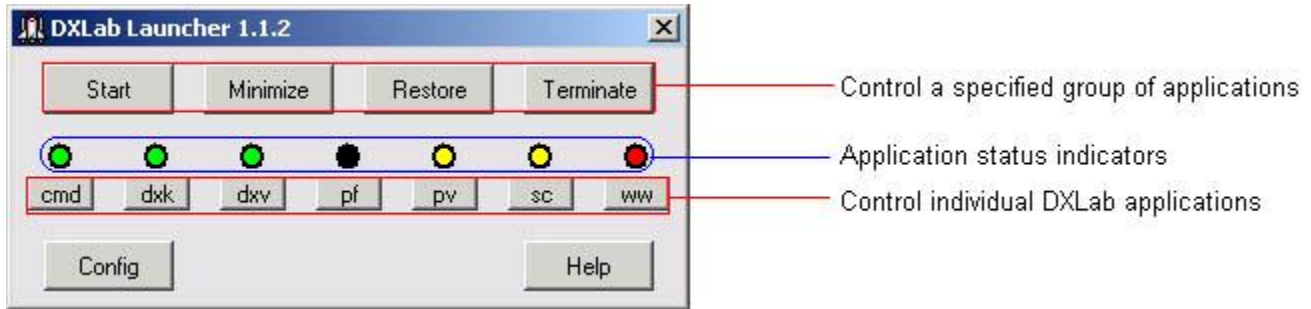 DXLab Launcher 1.1.2
Start Minimize Restore Terminate
Control a specified group of applications
Application status indicators
cmd dxk dxv pf pv sc ww
Control individual DXLab applications
Config Help